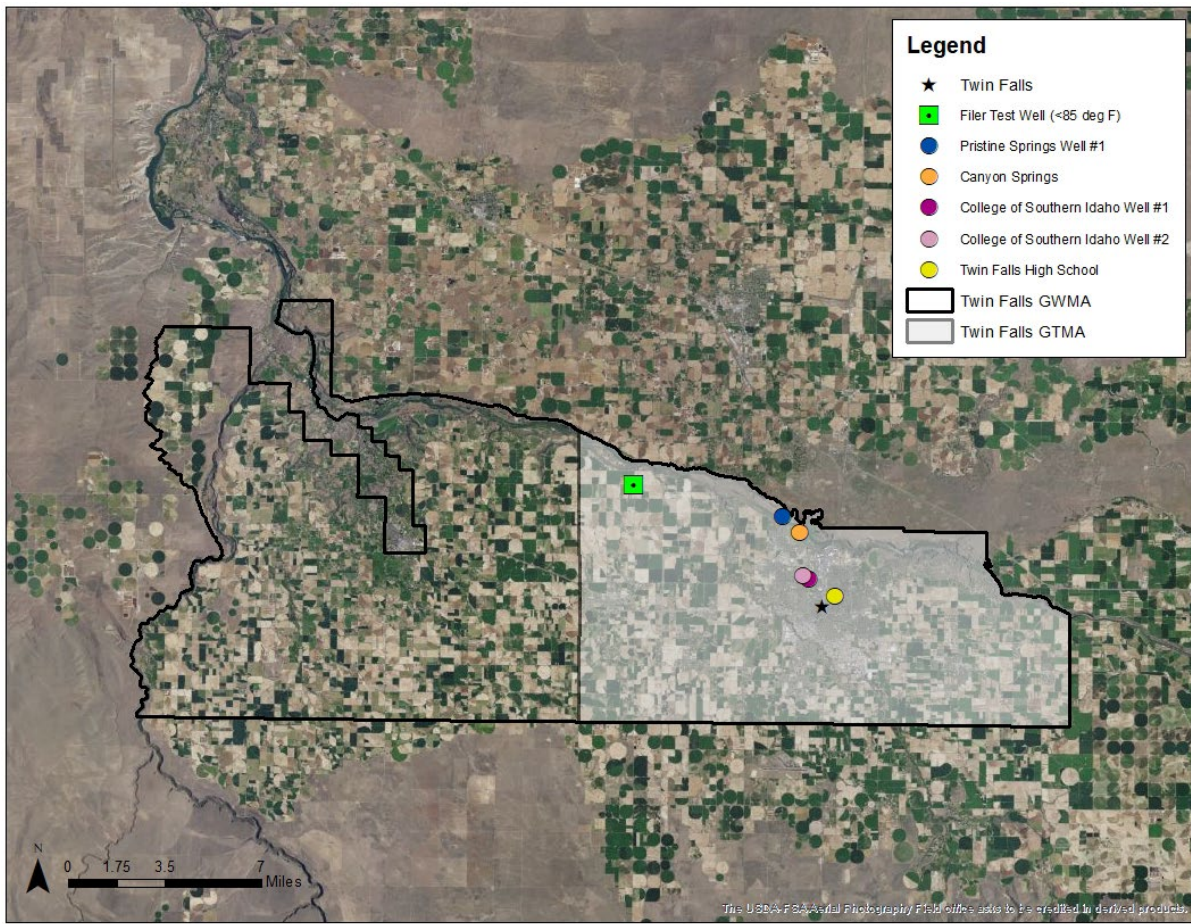 Legend
Twin Falls
Filer Test Well (<85 deg F)
Pristine Springs Well #1
Canyon Springs
College of Southern Idaho Well #1
College of Southern Idaho Well #2
Twin Falls High School
Twin Falls GWMA
Twin Falls GTMA
N
0 1.75 3.5 7
Miles
The USDA-FSA Aerial Photography Field office asks to be credited in derived products.